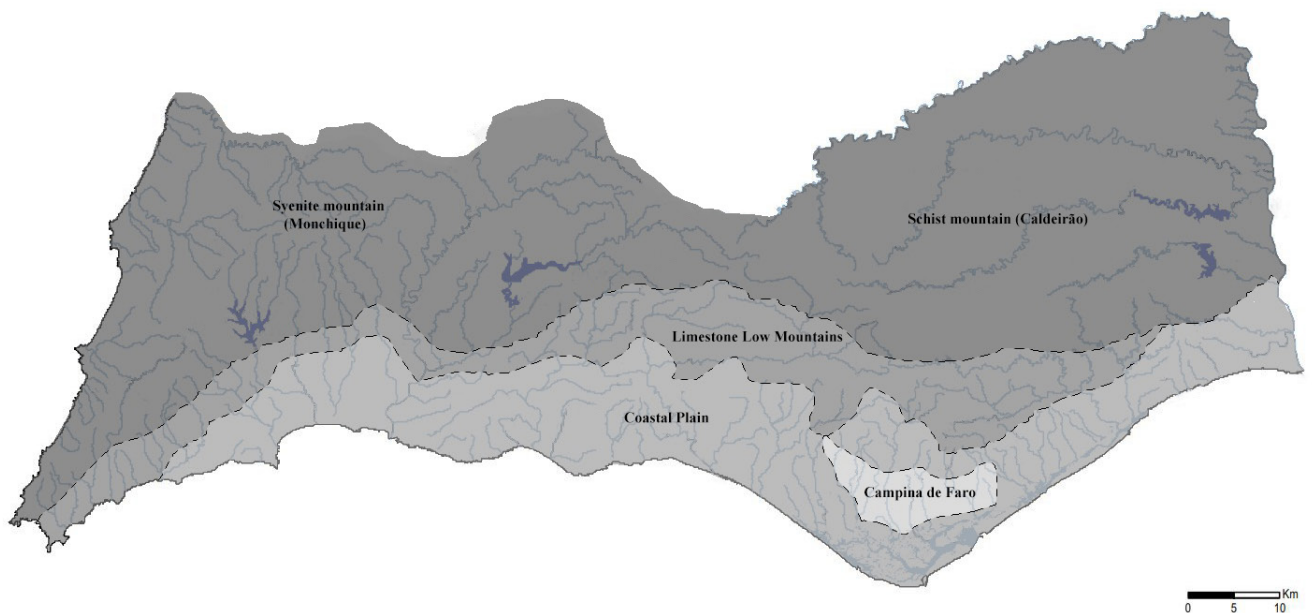 Syenite mountain
(Monchique)
Schist mountain (Caldeirão)
Limestone Low Mountains
Coastal Plain
Campina de Faro
Km
0 5 10